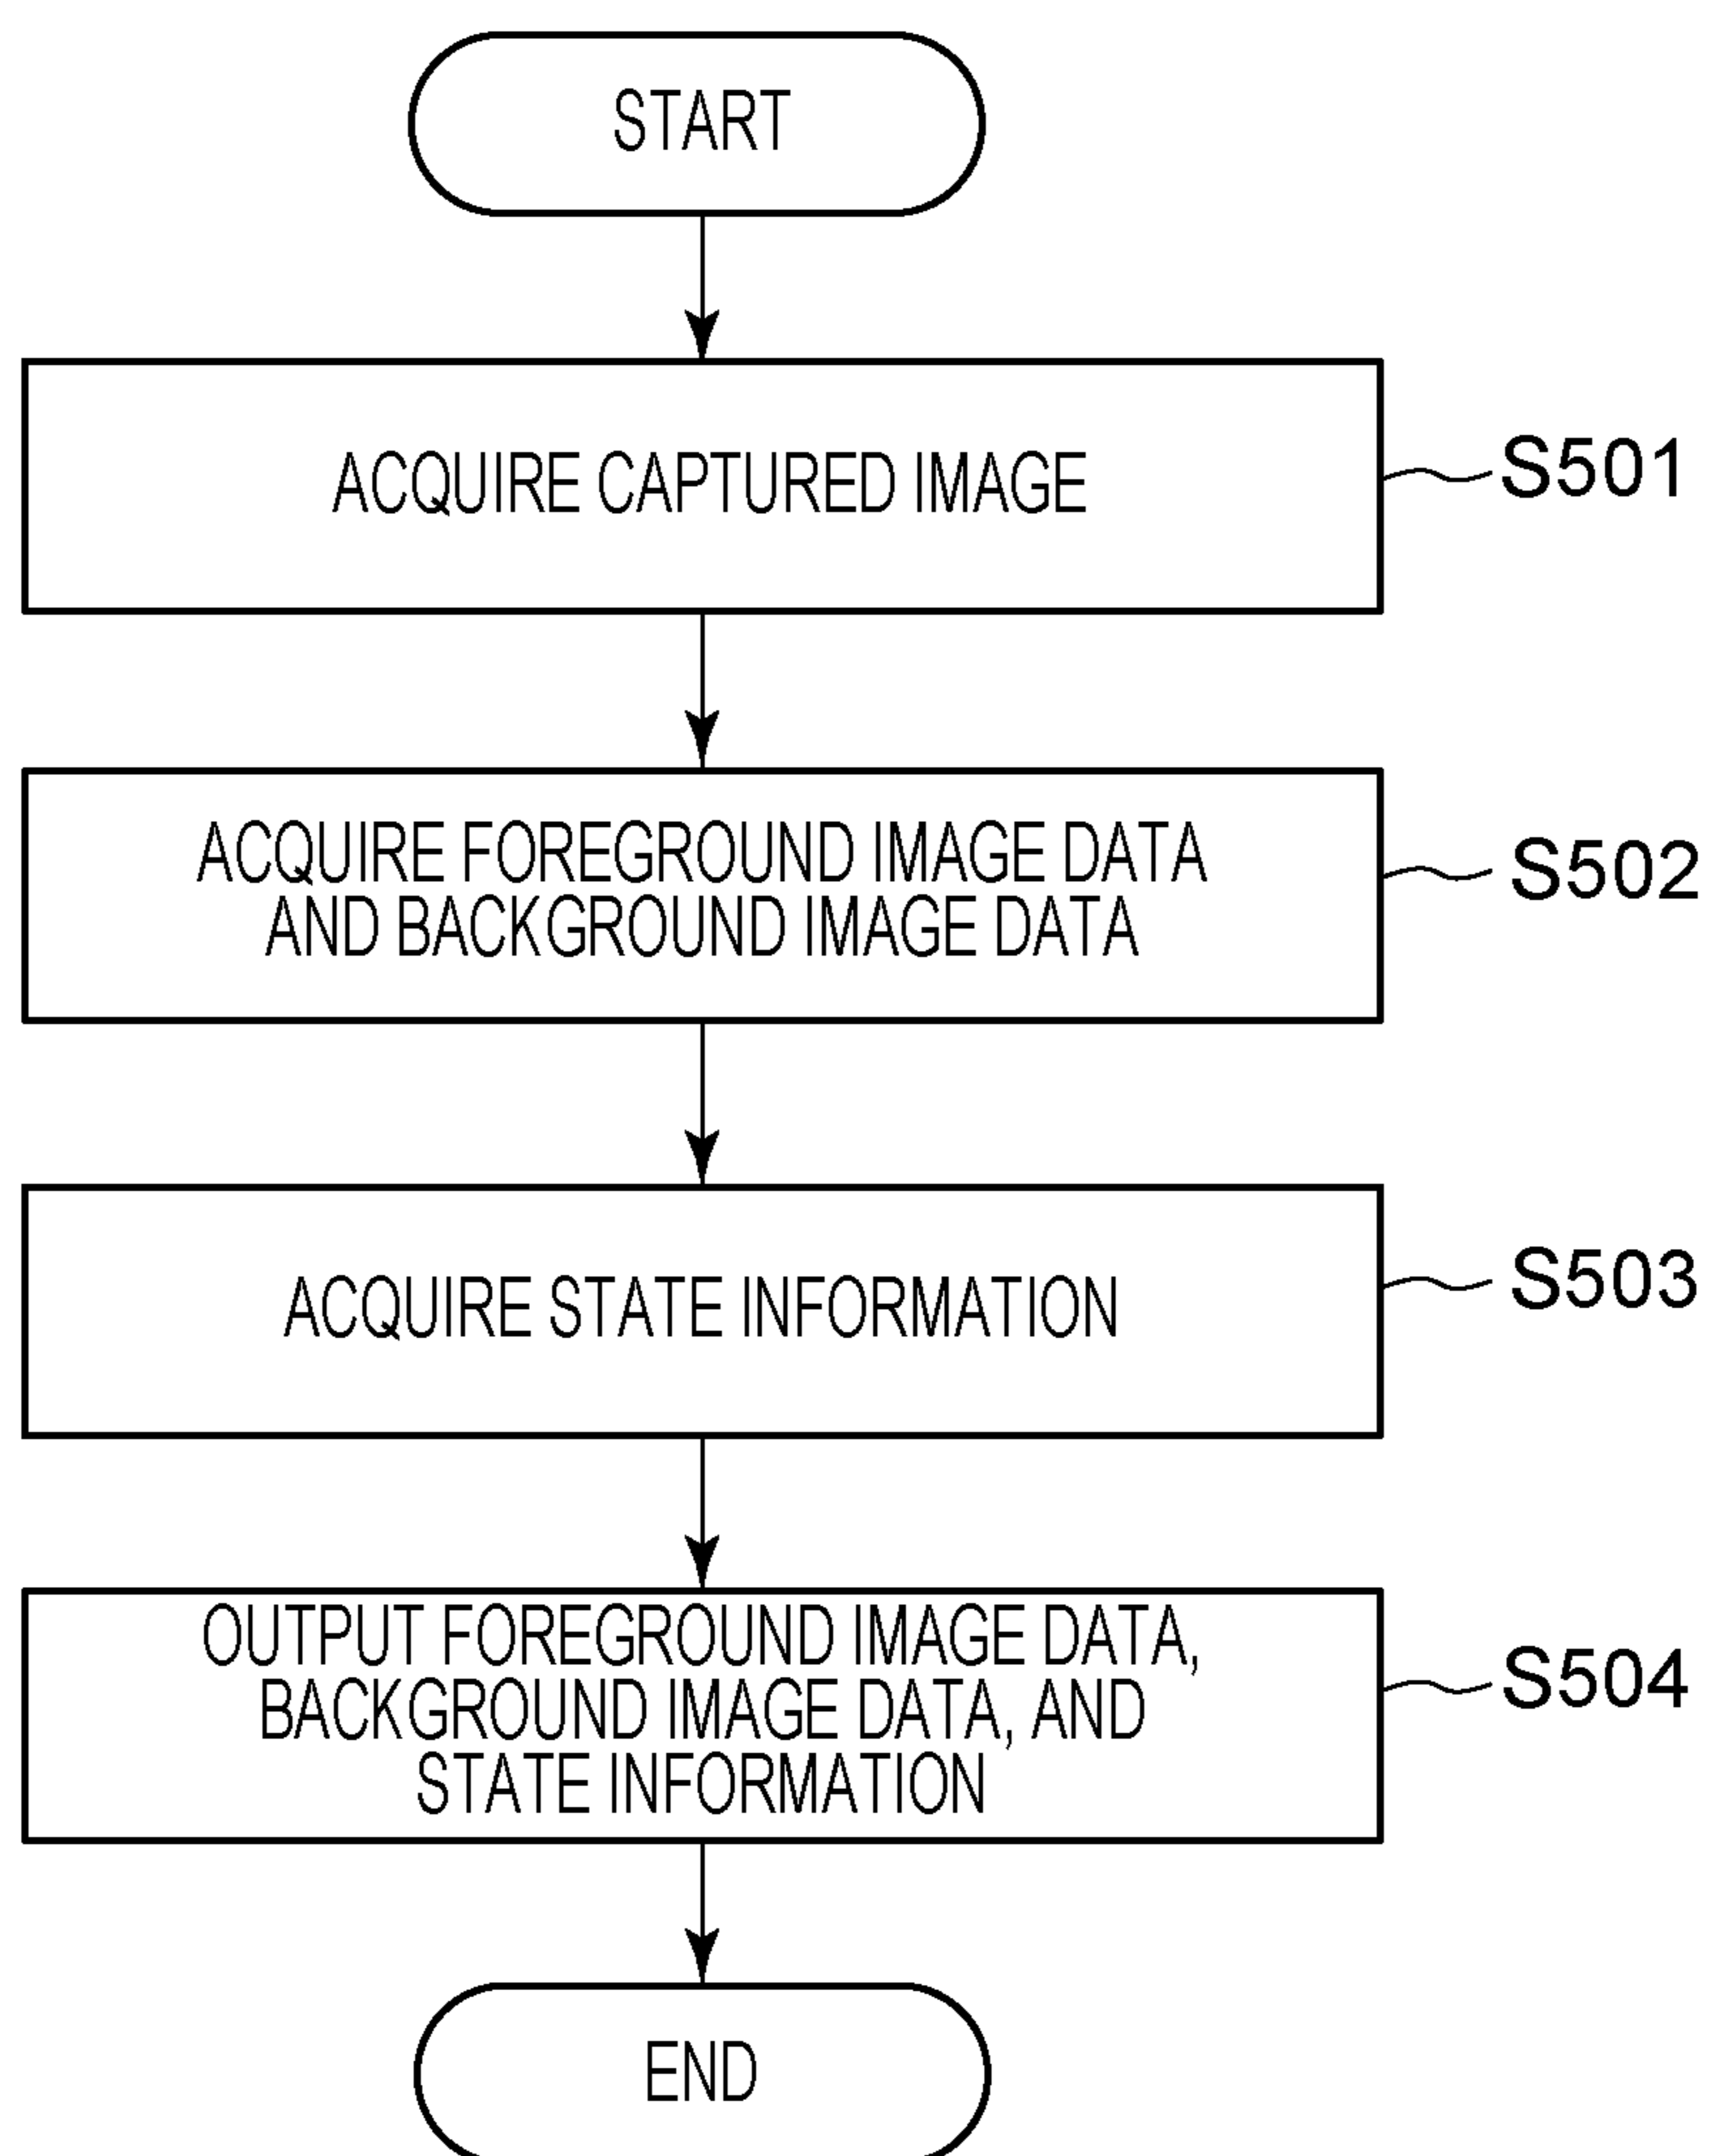 START
ACQUIRE CAPTURED IMAGE
S501
ACQUIRE FOREGROUND IMAGE DATA
AND BACKGROUND IMAGE DATA
S502
ACQUIRE STATE INFORMATION
S503
OUTPUT FOREGROUND IMAGE DATA,
BACKGROUND IMAGE DATA, AND
STATE INFORMATION
S504
END